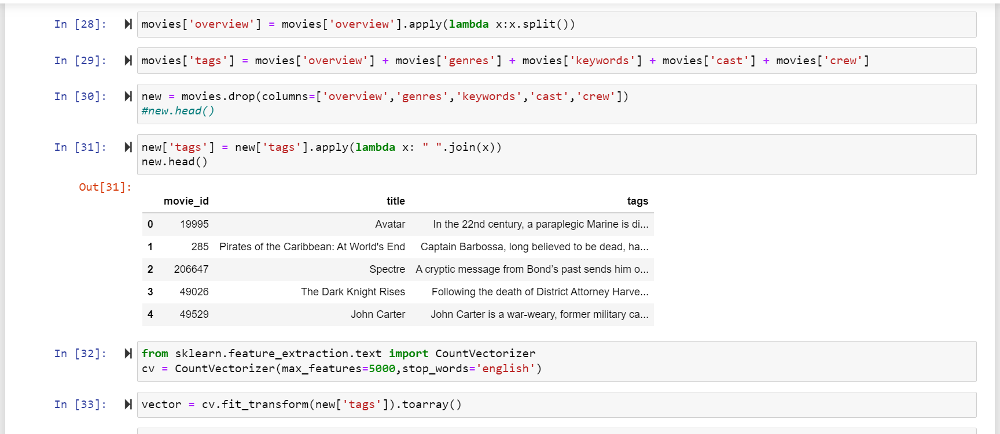 In [28]: movies['overview'] = movies['overview'].apply(lambda x:x.split())
In [29]: movies['tags'] = movies['overview'] + movies['genres'] + movies['keywords'] + movies['cast'] + movies['crew']
In [30]: new = movies.drop(columns=['overview','genres','keywords','cast','crew'])
#new.head()
In [31]: new['tags'] = new['tags'].apply(lambda x: " ".join(x))
new.head()
Out[31]:
movie_id title tags
0 19995 Avatar In the 22nd century, a paraplegic Marine is di...
1 285 Pirates of the Caribbean: At World's End Captain Barbossa, long believed to be dead, ha...
2 206647 Spectre A cryptic message from Bond’s past sends him o...
3 49026 The Dark Knight Rises Following the death of District Attorney Harve...
4 49529 John Carter John Carter is a war-weary, former military ca...
In [32]: from sklearn.feature_extraction.text import CountVectorizer
cv = CountVectorizer(max_features=5000,stop_words='english')
In [33]: vector = cv.fit_transform(new['tags']).toarray()